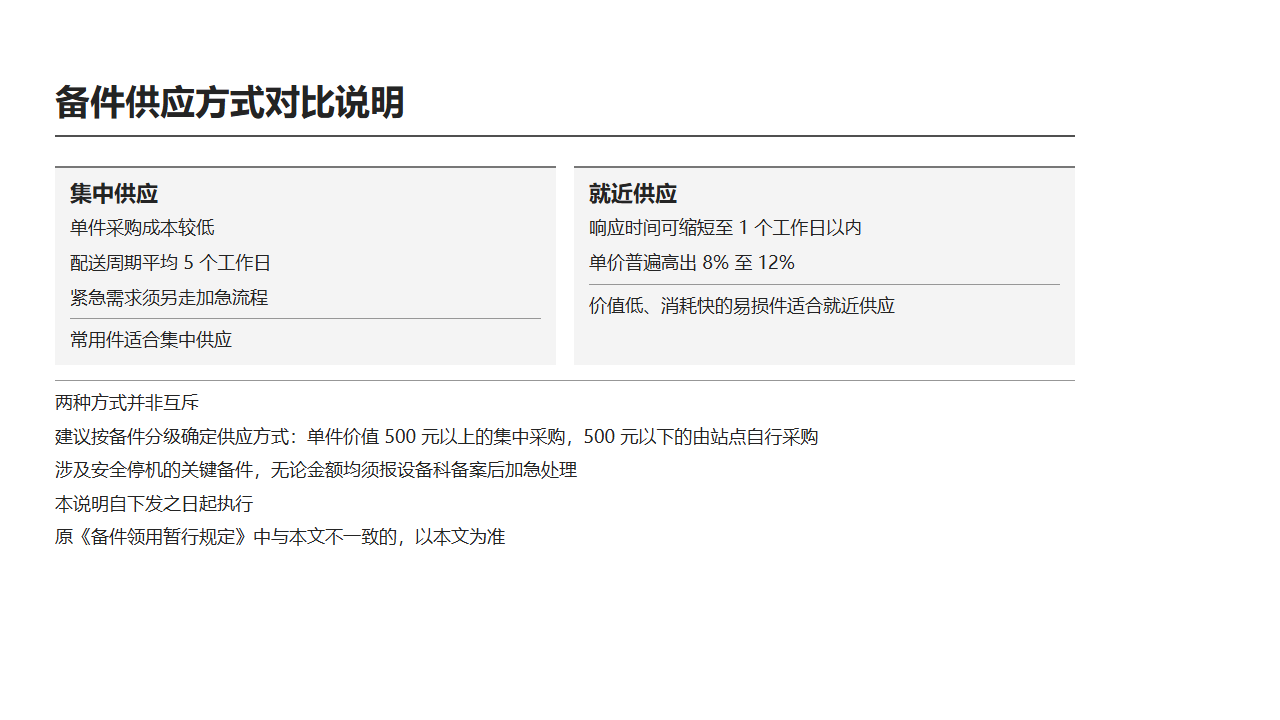 备件供应方式对比说明
集中供应
单件采购成本较低
配送周期平均 5 个工作日
紧急需求须另走加急流程
常用件适合集中供应
就近供应
响应时间可缩短至 1 个工作日以内
单价普遍高出 8% 至 12%
价值低、消耗快的易损件适合就近供应
两种方式并非互斥
建议按备件分级确定供应方式：单件价值 500 元以上的集中采购，500 元以下的由站点自行采购
涉及安全停机的关键备件，无论金额均须报设备科备案后加急处理
本说明自下发之日起执行
原《备件领用暂行规定》中与本文不一致的，以本文为准